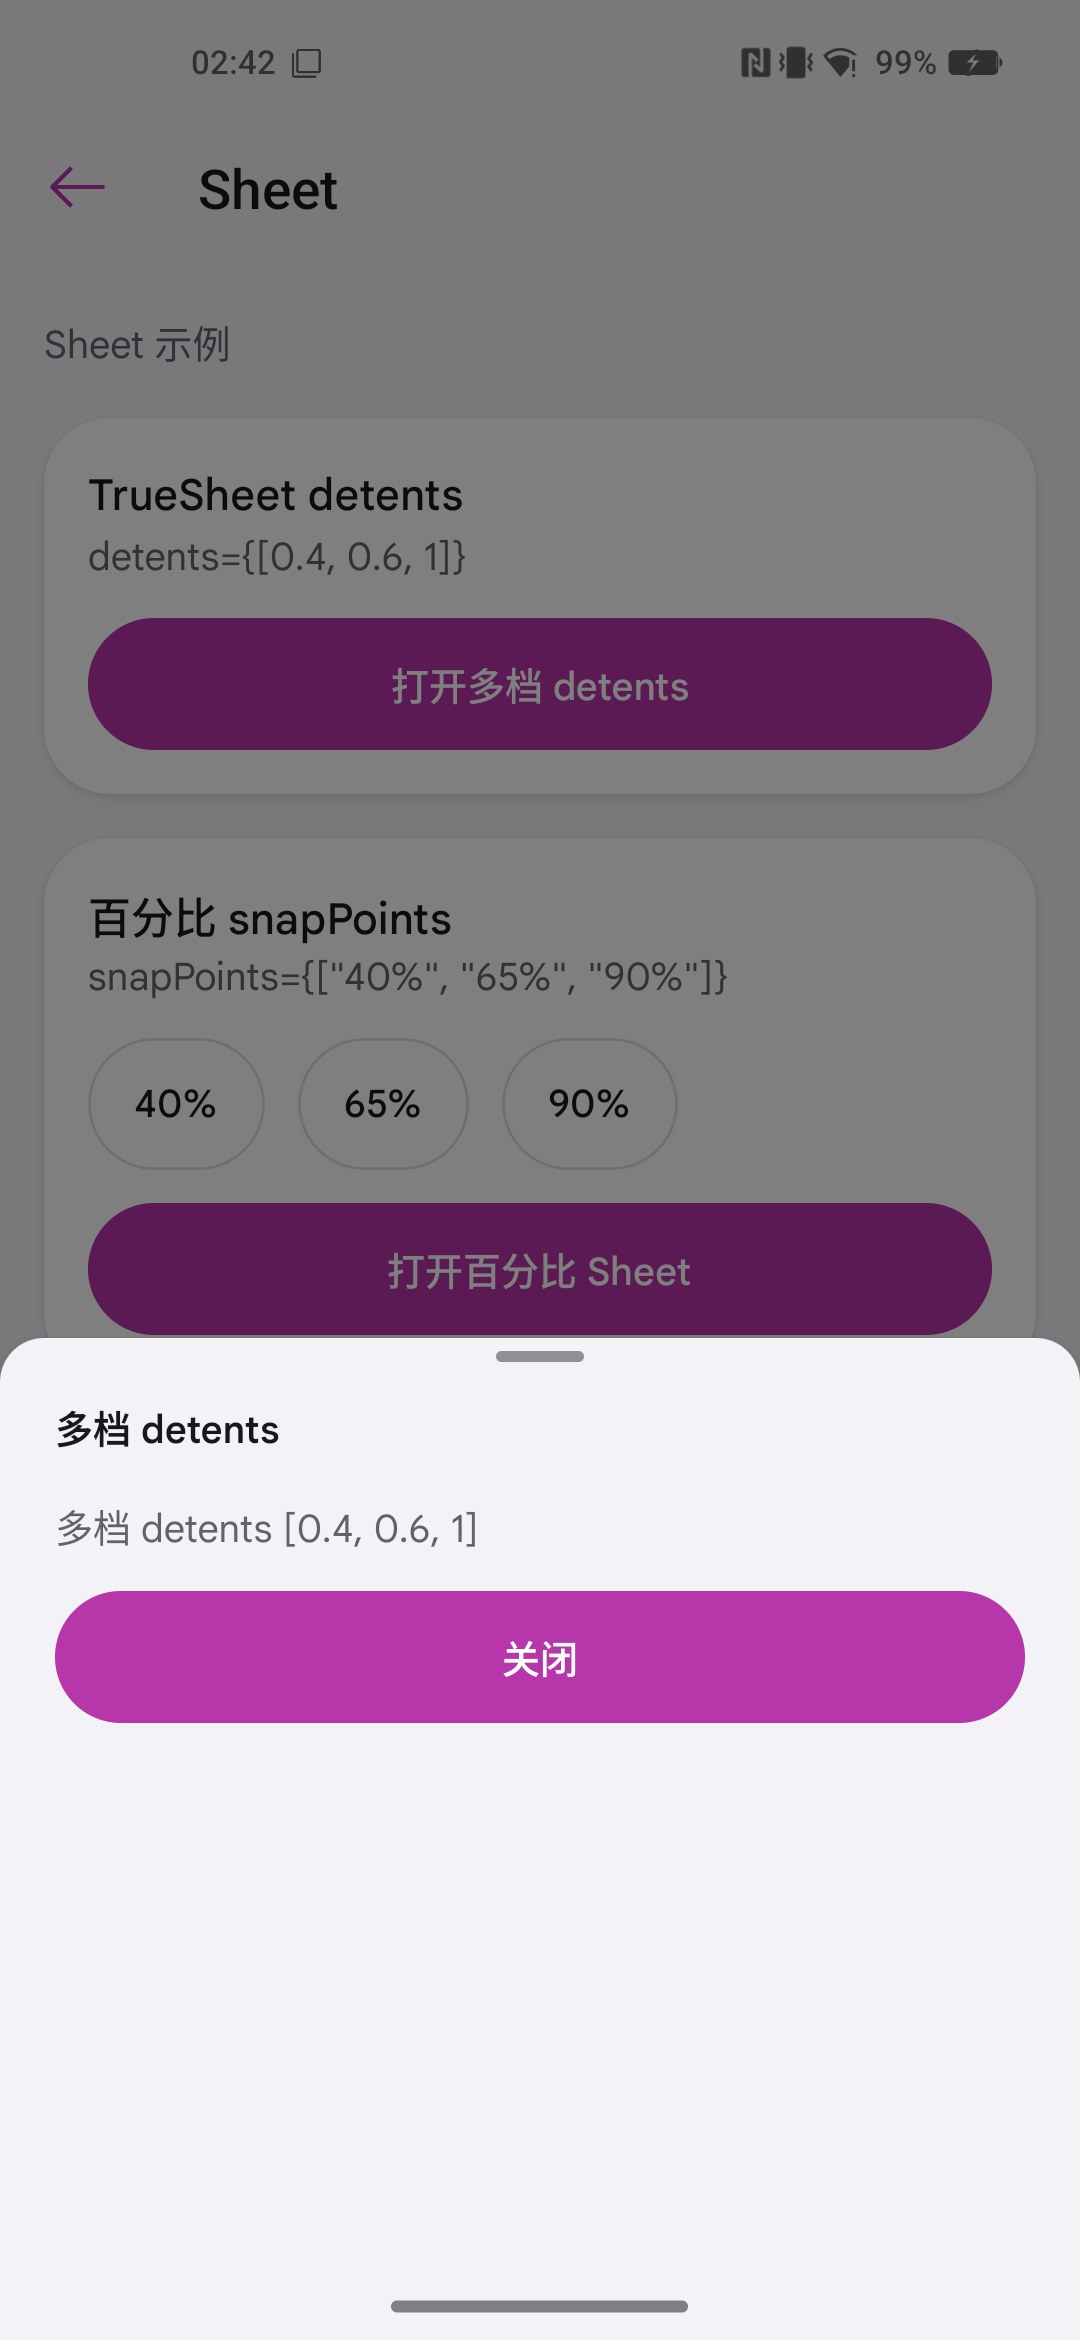 02:42
99%
Sheet
Sheet 示例
TrueSheet detents
detents={[0.4, 0.6, 1]}
打开多档 detents
百分比 snapPoints
snapPoints={["40%", "65%", "90%"]}
40%
65%
90%
打开百分比 Sheet
多档 detents
多档 detents [0.4, 0.6, 1]
关闭